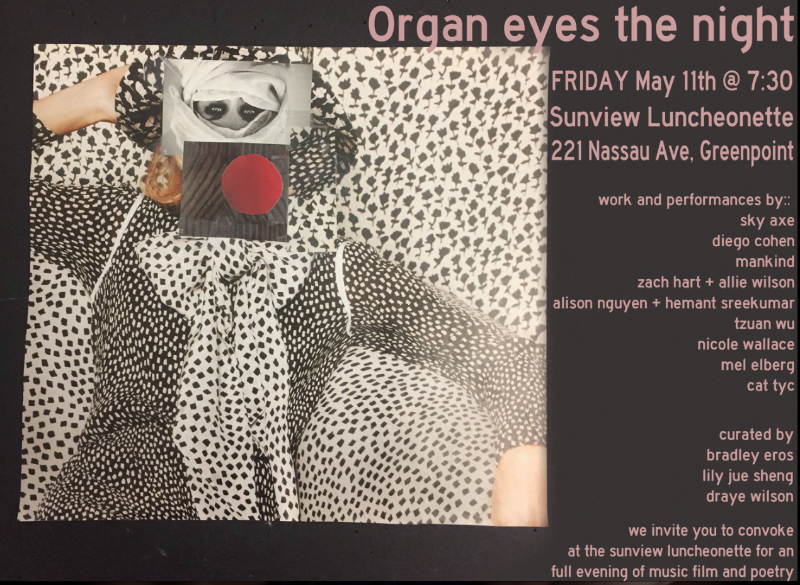 Organ eyes the night
FRIDAY May 11th @ 7:30
Sunview Luncheonette
221 Nassau Ave, Greenpoint
work and performances by::
sky axe
diego cohen
mankind
zach hart + allie wilson
alison nguyen + hemant sreekumar
tzuan wu
nicole wallace
mel elberg
cat tyc
curated by
bradley eros
lily jue sheng
draye wilson
we invite you to convoke
at the sunview luncheonette for an
full evening of music film and poetry